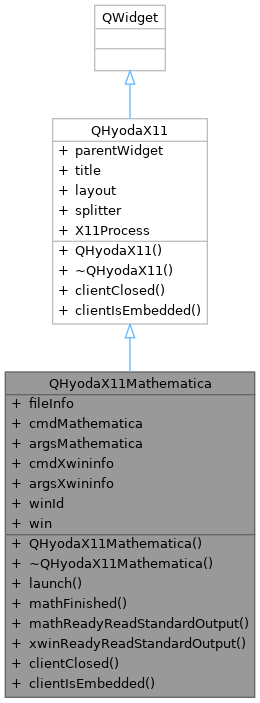 QWidget
QHyodaX11
+ parentWidget
+ title
+ layout
+ splitter
+ X11Process
+ QHyodaX11()
+ ~QHyodaX11()
+ clientClosed()
+ clientIsEmbedded()
QHyodaX11Mathematica
+ fileInfo
+ cmdMathematica
+ argsMathematica
+ cmdXwininfo
+ argsXwininfo
+ winId
+ win
+ QHyodaX11Mathematica()
+ ~QHyodaX11Mathematica()
+ launch()
+ mathFinished()
+ mathReadyReadStandardOutput()
+ xwinReadyReadStandardOutput()
+ clientClosed()
+ clientIsEmbedded()